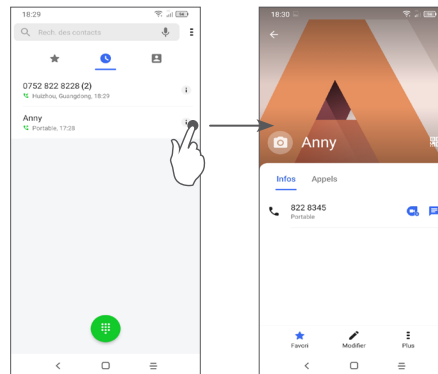 18:29
Rech. des contacts
0752 822 8228 (2)
Huizhou, Guangdong, 18:29
Anny
Portable, 17:28
18:30
Anny
Infos Appels
822 8345
Portable
Favori Modifier Plus